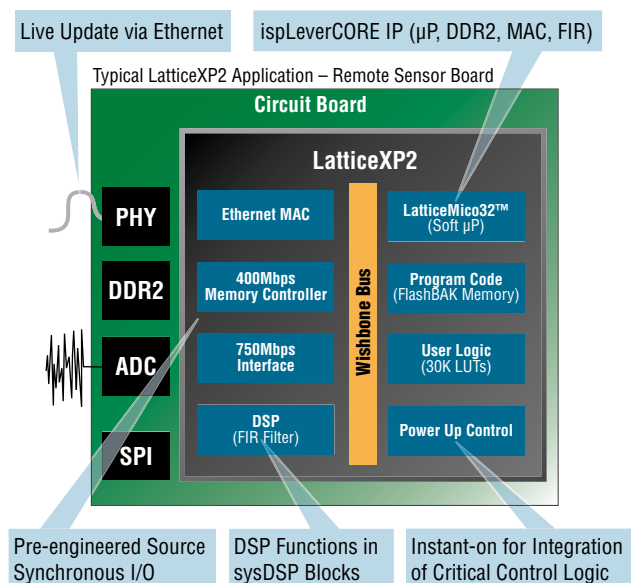 Live Update via Ethernet
ispLeverCORE IP (µP, DDR2, MAC, FIR)
Typical LatticeXP2 Application – Remote Sensor Board
Circuit Board
LatticeXP2
PHY
DDR2
ADC
SPI
Ethernet MAC
400Mbps
Memory Controller
750Mbps
Interface
DSP
(FIR Filter)
Wishbone Bus
LatticeMico32™
(Soft µP)
Program Code
(FlashBAK Memory)
User Logic
(30K LUTs)
Power Up Control
Pre-engineered Source
Synchronous I/O
DSP Functions in
sysDSP Blocks
Instant-on for Integration
of Critical Control Logic